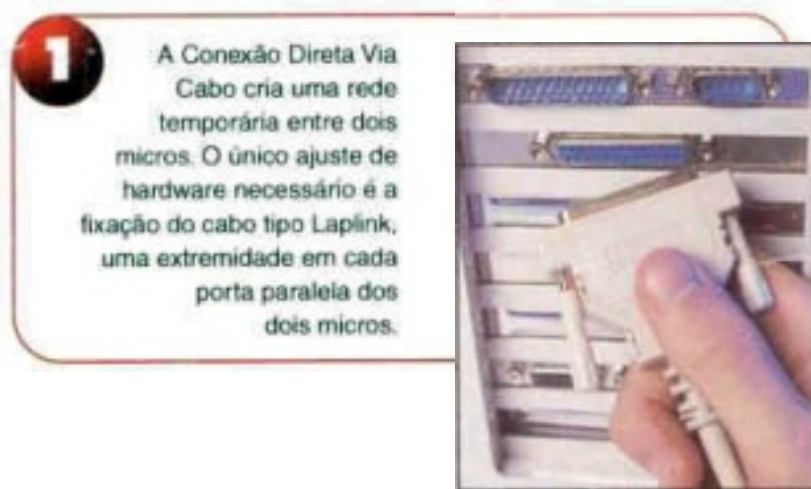 1
A Conexão Direta Via
Cabo cria uma rede
temporária entre dois
micros. O único ajuste de
hardware necessário é a
fixação do cabo tipo Laplink,
uma extremidade em cada
porta paralela dos
dois micros.